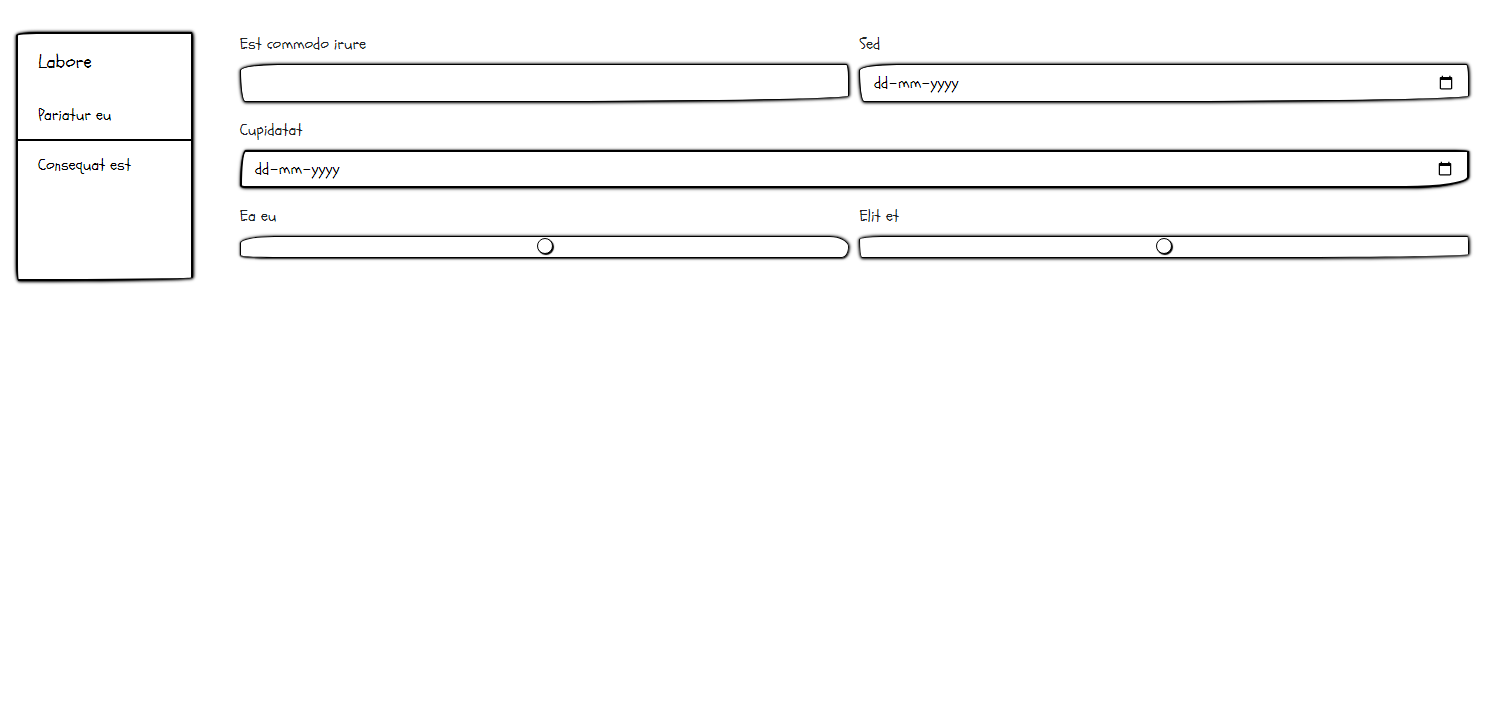 Labore
Pariatur eu
Consequat est
Est commodo irure
Sed
dd-mm-yyyy
Cupidatat
dd-mm-yyyy
Ea eu
Elit et